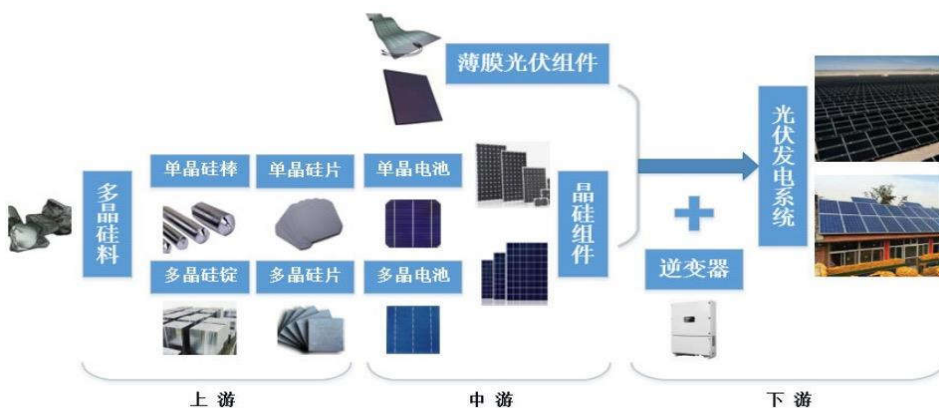 薄膜光伏组件
单晶硅棒
单晶硅片
单晶电池
多晶硅料
晶硅组件
光伏发电系统
多晶硅锭
多晶硅片
多晶电池
逆变器
上游
中游
下游